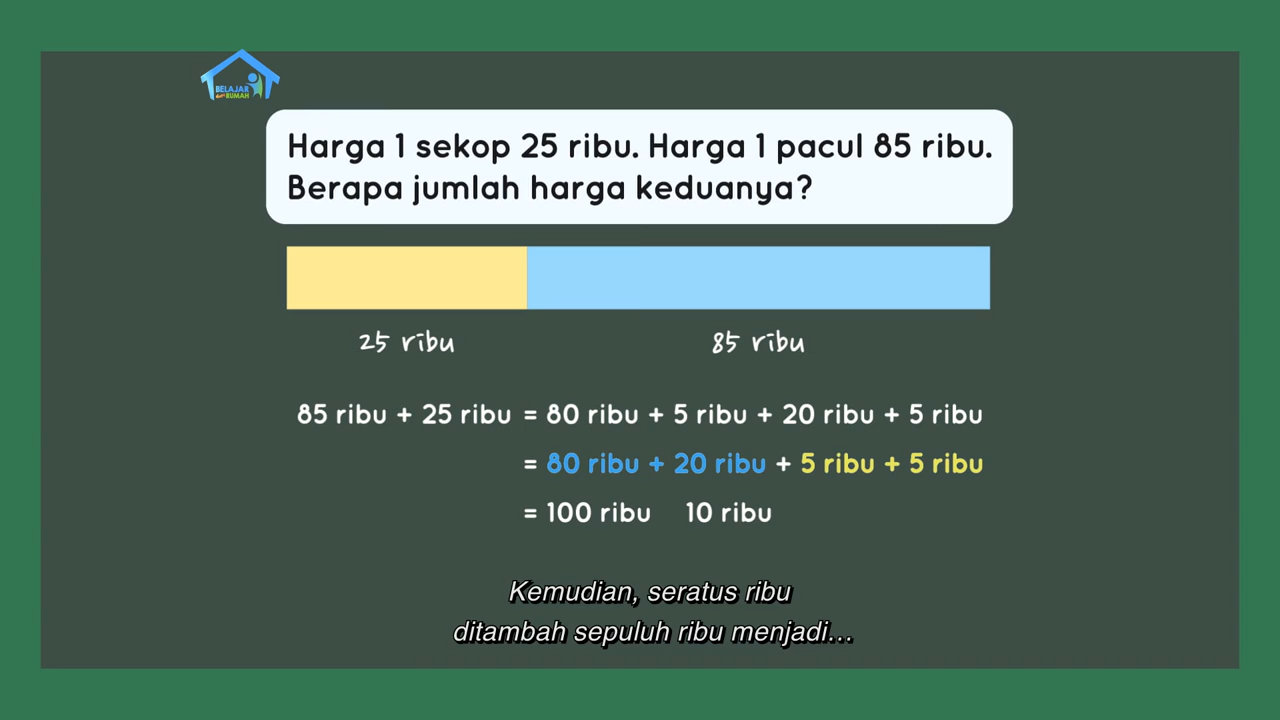 BELAJAR
dari RUMAH
Harga 1 sekop 25 ribu. Harga 1 pacul 85 ribu.
Berapa jumlah harga keduanya?
25 ribu 85 ribu
85 ribu + 25 ribu = 80 ribu + 5 ribu + 20 ribu + 5 ribu
= 80 ribu + 20 ribu + 5 ribu + 5 ribu
= 100 ribu 10 ribu
Kemudian, seratus ribu
ditambah sepuluh ribu menjadi...